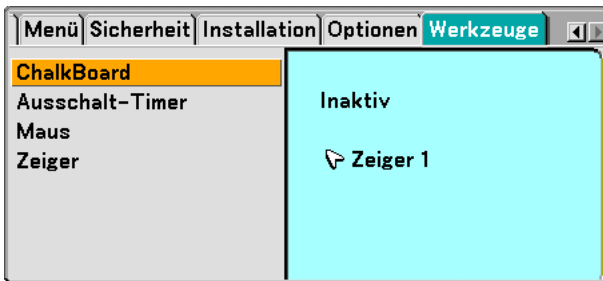 Menü Sicherheit Installation Optionen Werkzeuge
ChalkBoard
Ausschalt-Timer
Inaktiv
Maus
Zeiger
Zeiger 1